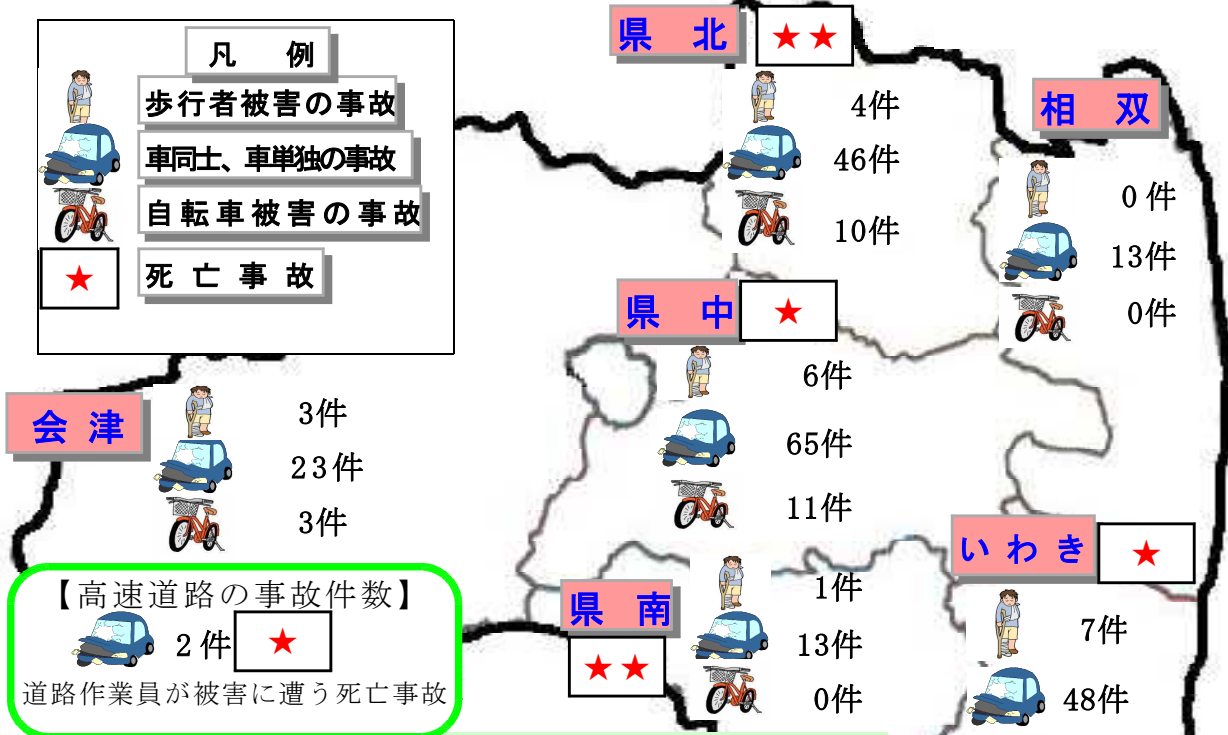 凡 例
歩行者被害の事故
車同士、車単独の事故
自転車被害の事故
★
死亡事故
県 北
★★
4件
46件
10件
相 双
0件
13件
0件
県 中
★
6件
65件
11件
会 津
3件
23件
3件
いわき
★
7件
48件
県 南
★★
1件
13件
0件
【高速道路の事故件数】
2件
★
道路作業員が被害に遭う死亡事故